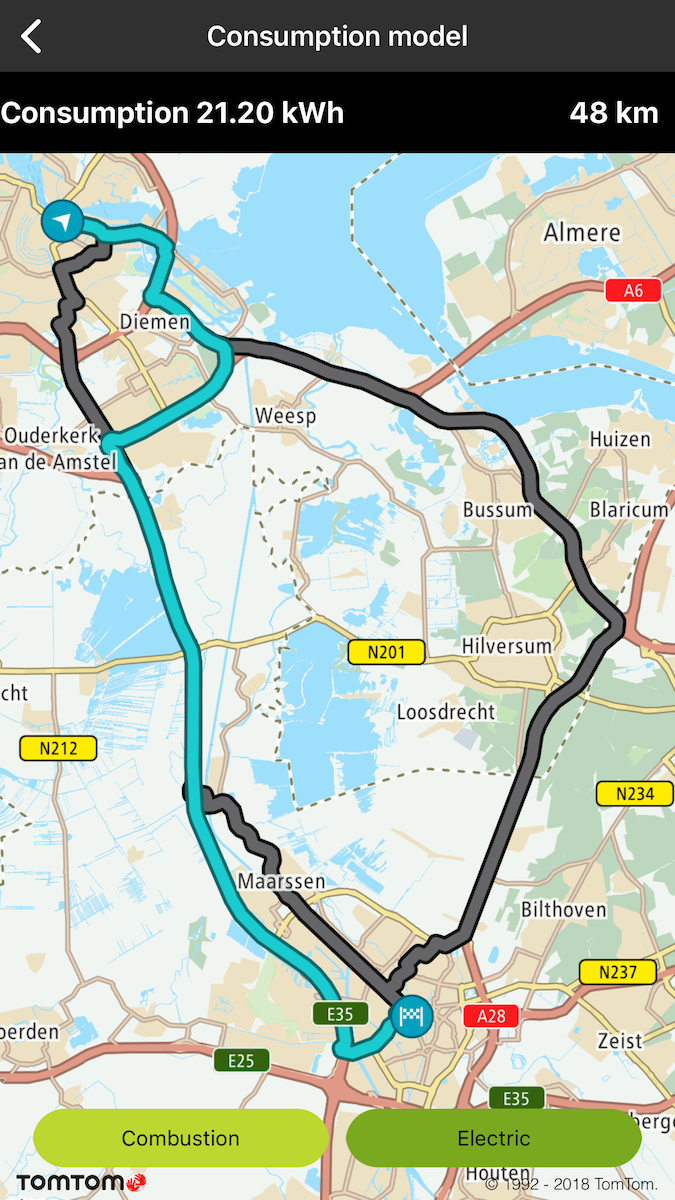 Consumption model
Consumption 21.20 kWh 48 km
Almere
A6
Diemen
Weesp
Ouderkerk
an de Amstel
Huizen
Bussum
Blaricum
N201
Hilversum
cht
Loosdrecht
N212
N234
Maarssen
Bilthoven
N237
E35
A28
oerden
Zeist
E25
E35
berge
Combustion
Electric
Houten
TOMTOM
© 1992 - 2018 TomTom.